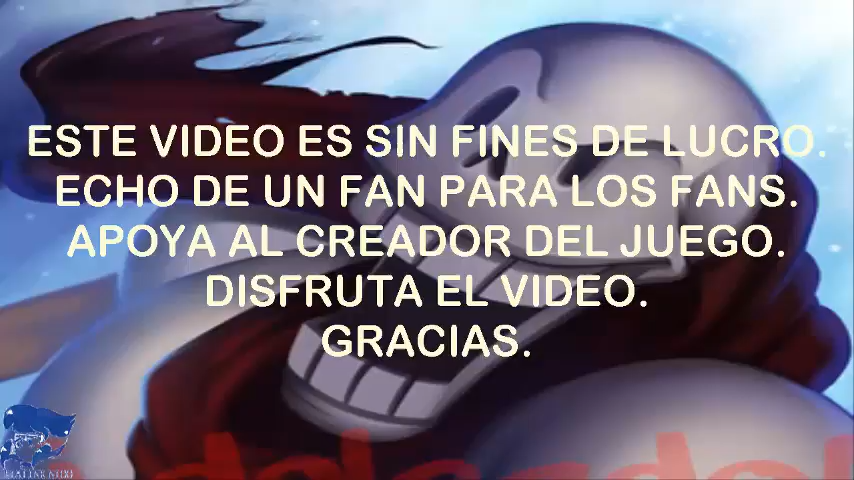 ESTE VIDEO ES SIN FINES DE LUCRO.
ECHO DE UN FAN PARA LOS FANS.
APOYA AL CREADOR DEL JUEGO.
DISFRUTA EL VIDEO.
GRACIAS.